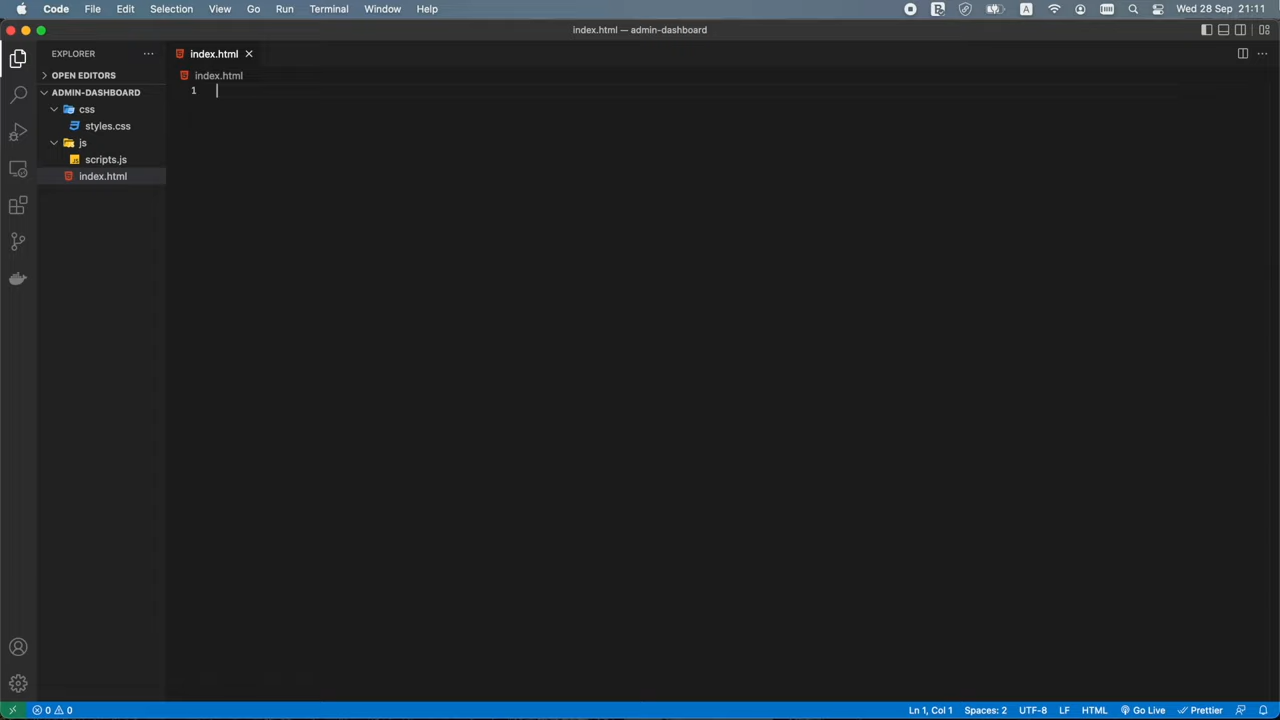 Code File Edit Selection View Go Run Terminal Window Help A Wed 28 Sep 21:11
index.html — admin-dashboard
EXPLORER
index.html
OPEN EDITORS
index.html
ADMIN-DASHBOARD
1
css
styles.css
js
scripts.js
index.html
0 0 Ln 1, Col 1 Spaces: 2 UTF-8 LF HTML Go Live Prettier